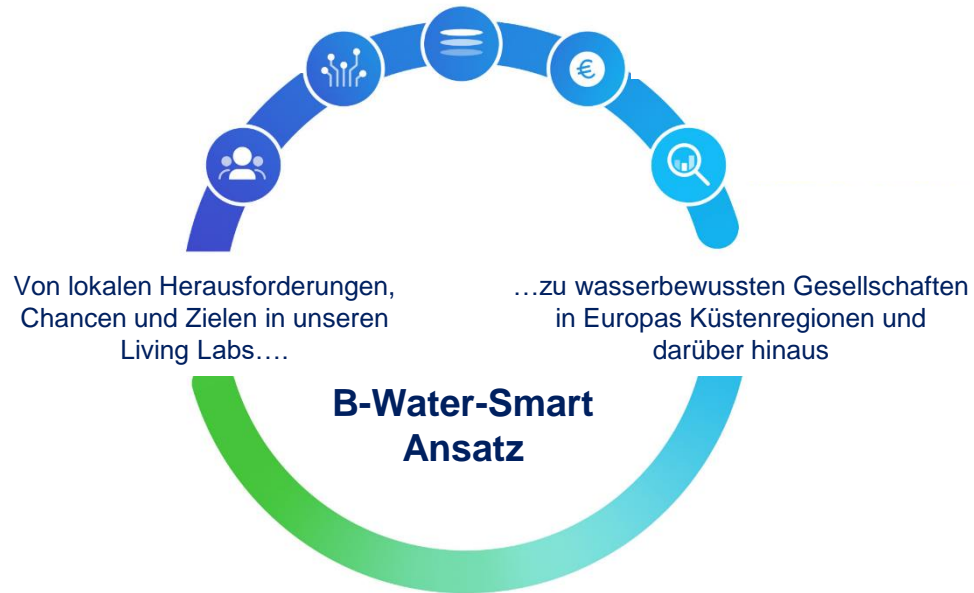 €
Von lokalen Herausforderungen,
Chancen und Zielen in unseren
Living Labs….
…zu wasserbewussten Gesellschaften
in Europas Küstenregionen und
darüber hinaus
B-Water-Smart
Ansatz